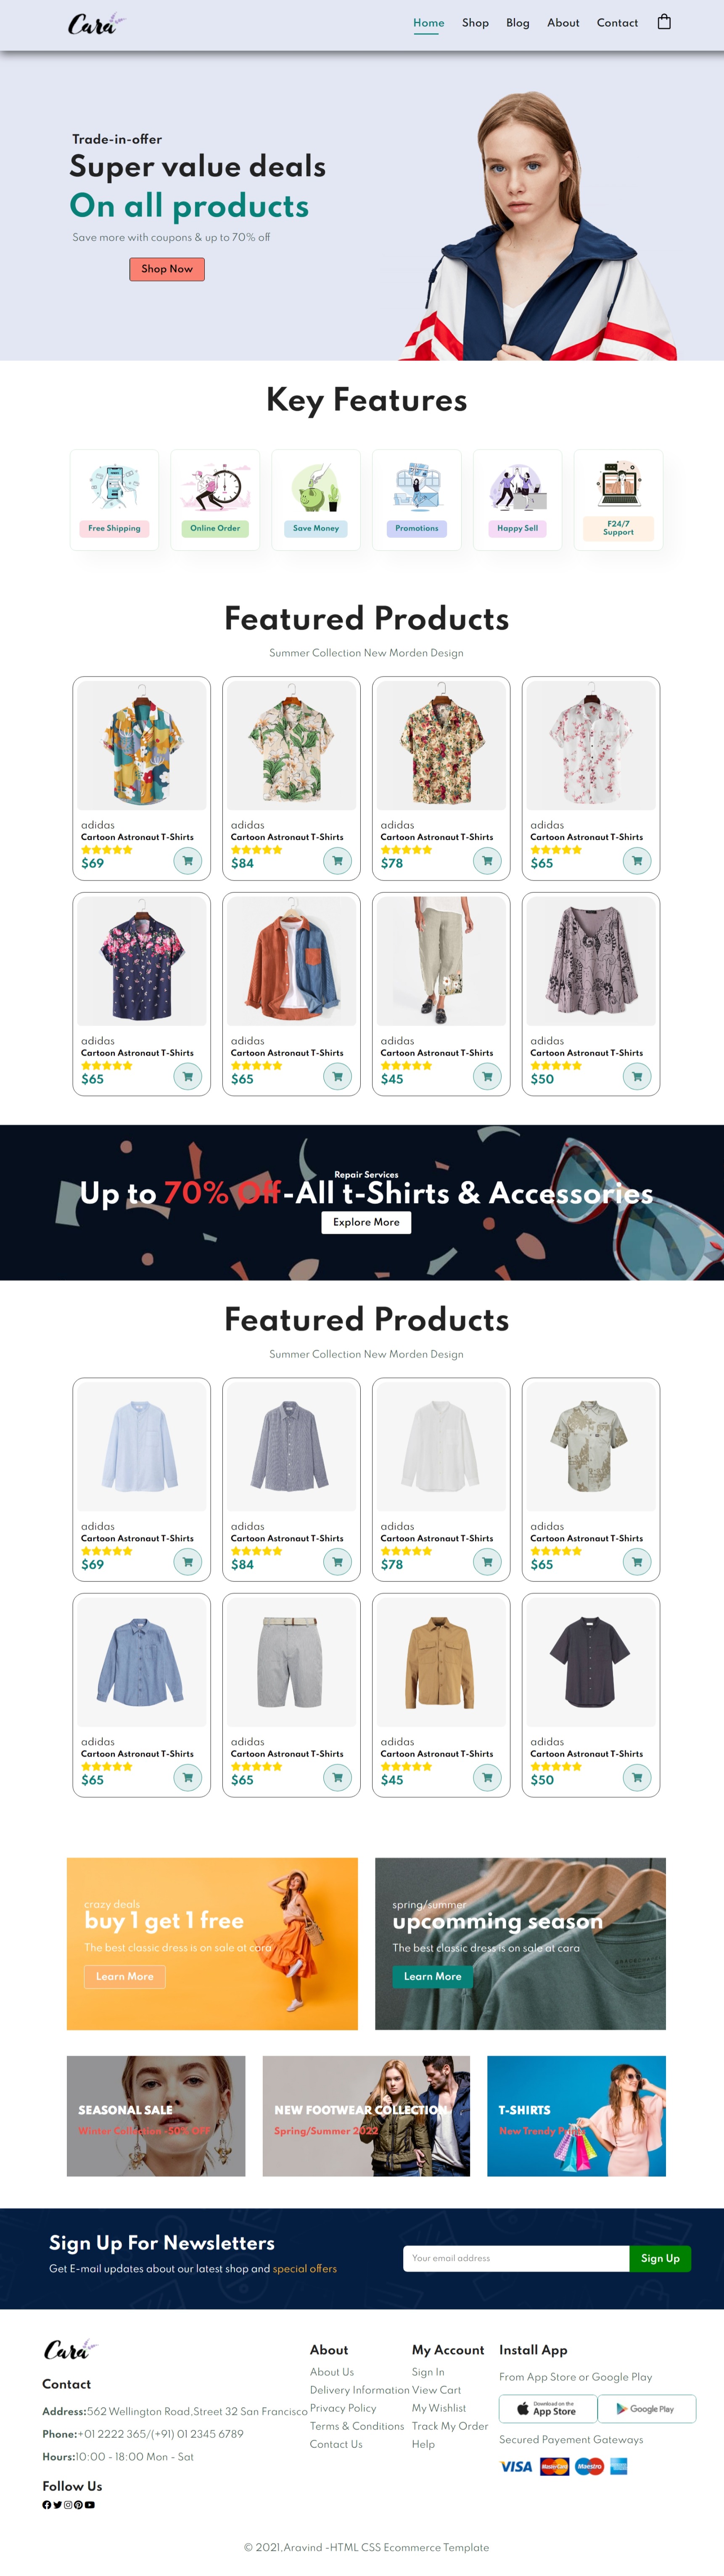 Cara
Home Shop Blog About Contact
Trade-in-offer
Super value deals
On all products
Save more with coupons & up to 70% off
Shop Now
Key Features
Free Shipping
Online Order
Save Money
Promotions
Happy Sell
F24/7
Support
Featured Products
Summer Collection New Morden Design
adidas
Cartoon Astronaut T-Shirts
$69
adidas
Cartoon Astronaut T-Shirts
$84
adidas
Cartoon Astronaut T-Shirts
$78
adidas
Cartoon Astronaut T-Shirts
$65
adidas
Cartoon Astronaut T-Shirts
$65
adidas
Cartoon Astronaut T-Shirts
$65
adidas
Cartoon Astronaut T-Shirts
$45
adidas
Cartoon Astronaut T-Shirts
$50
Repair Services
Up to 70% Off-All t-Shirts & Accessories
Explore More
Featured Products
Summer Collection New Morden Design
adidas
Cartoon Astronaut T-Shirts
$69
adidas
Cartoon Astronaut T-Shirts
$84
adidas
Cartoon Astronaut T-Shirts
$78
adidas
Cartoon Astronaut T-Shirts
$65
adidas
Cartoon Astronaut T-Shirts
$65
adidas
Cartoon Astronaut T-Shirts
$65
adidas
Cartoon Astronaut T-Shirts
$45
adidas
Cartoon Astronaut T-Shirts
$50
crazy deals
buy 1 get 1 free
The best classic dress is on sale at cara
Learn More
spring/summer
upcomming season
The best classic dress is on sale at cara
Learn More
SEASONAL SALE
Winter Collection -50% OFF
NEW FOOTWEAR COLLECTION
Spring/Summer 2022
T-SHIRTS
New Trendy Prints
Sign Up For Newsletters
Get E-mail updates about our latest shop and special offers
Your email address
Sign Up
Cara
Contact
Address:562 Wellington Road,Street 32 San Francisco
Phone:+01 2222 365/(+91) 01 2345 6789
Hours:10:00 - 18:00 Mon - Sat
Follow Us
About
About Us
Delivery Information
Privacy Policy
Terms & Conditions
Contact Us
My Account
Sign In
View Cart
My Wishlist
Track My Order
Help
Install App
From App Store or Google Play
Download on the
App Store
Google Play
Secured Payement Gateways
VISA MasterCard Maestro
© 2021,Aravind -HTML CSS Ecommerce Template